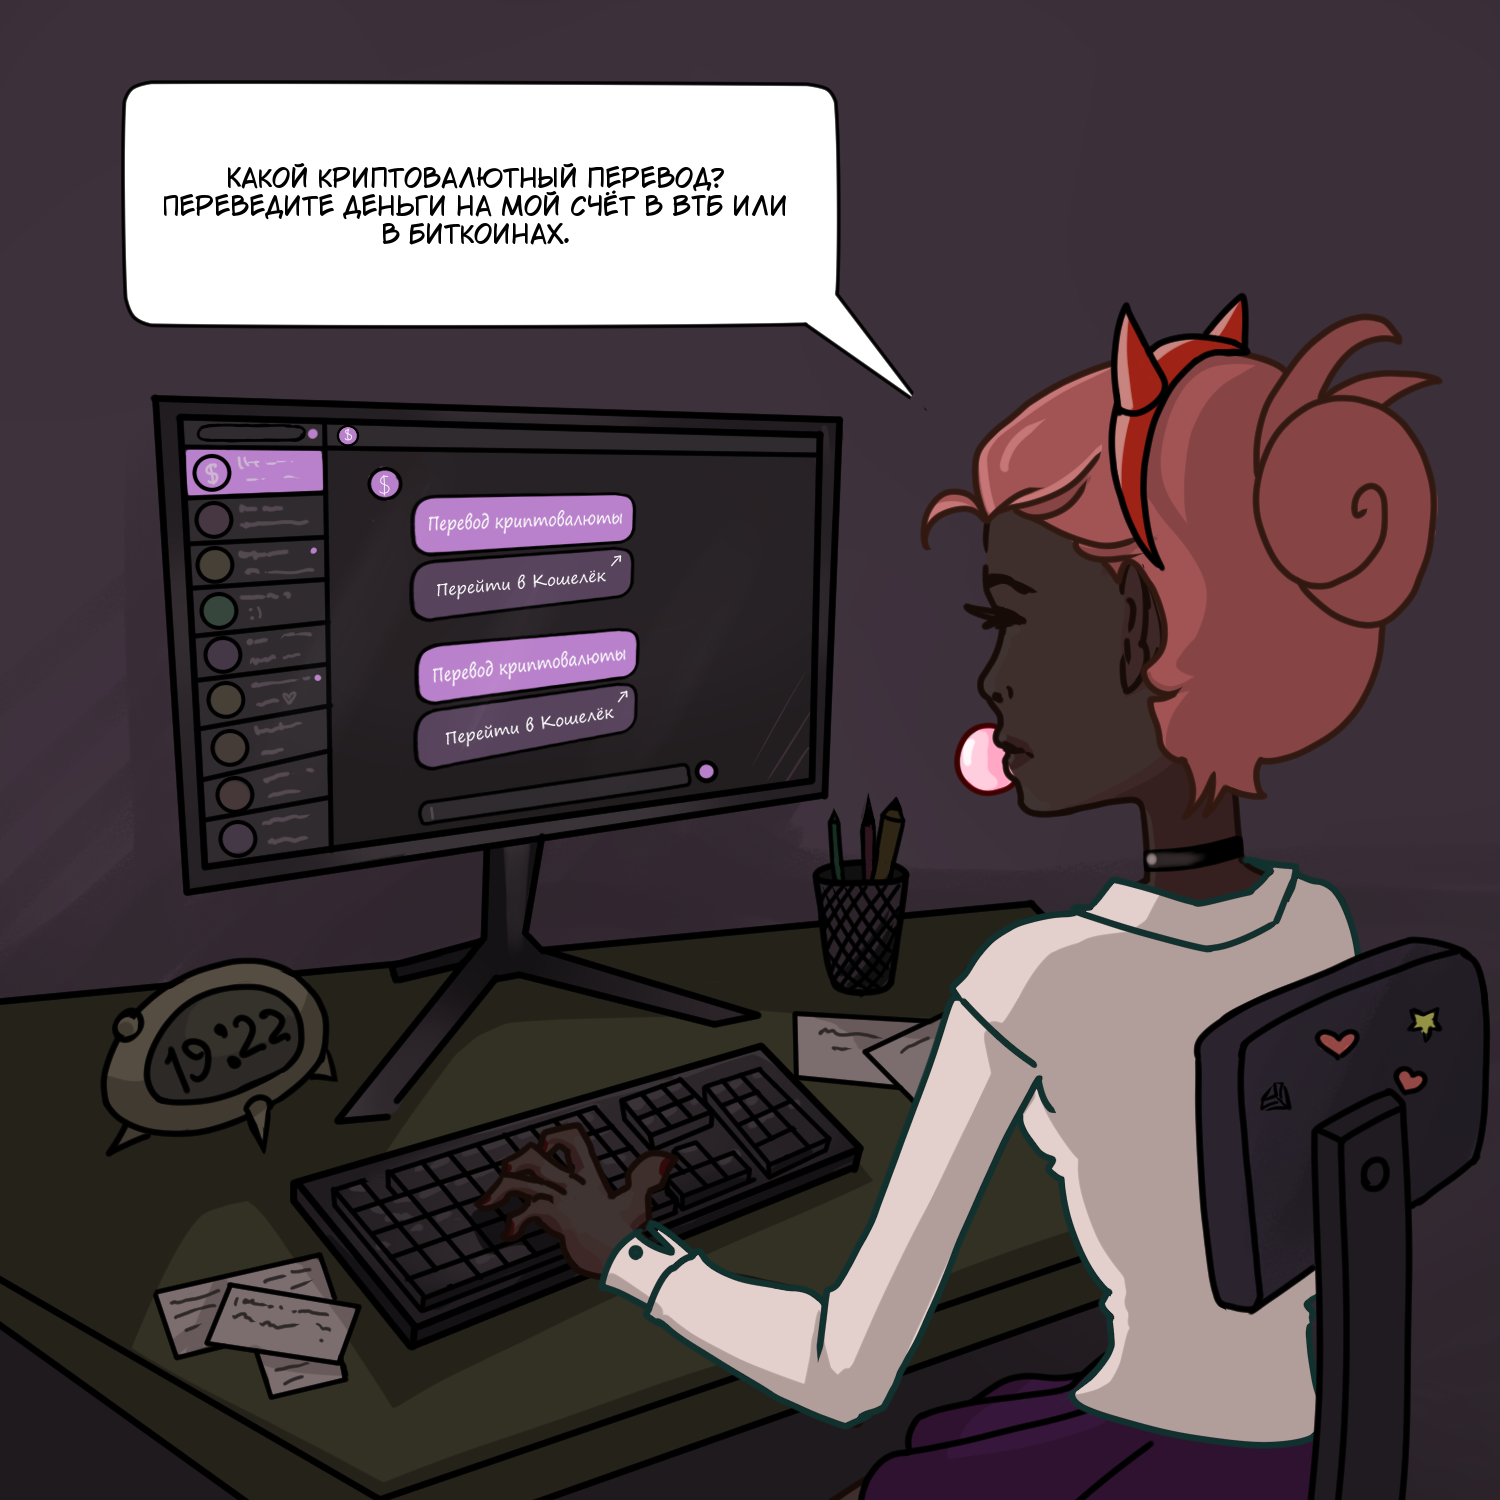 КАКОЙ КРИПТОВАЛЮТНЫЙ ПЕРЕВОД?
ПЕРЕВЕДИТЕ ДЕНЬГИ НА МОЙ СЧЁТ В ВТБ ИЛИ
В БИТКОИНАХ.
$
$
$
Перевод криптовалюты
Перейти в Кошелёк
:)
Перевод криптовалюты
Перейти в Кошелёк
19:22